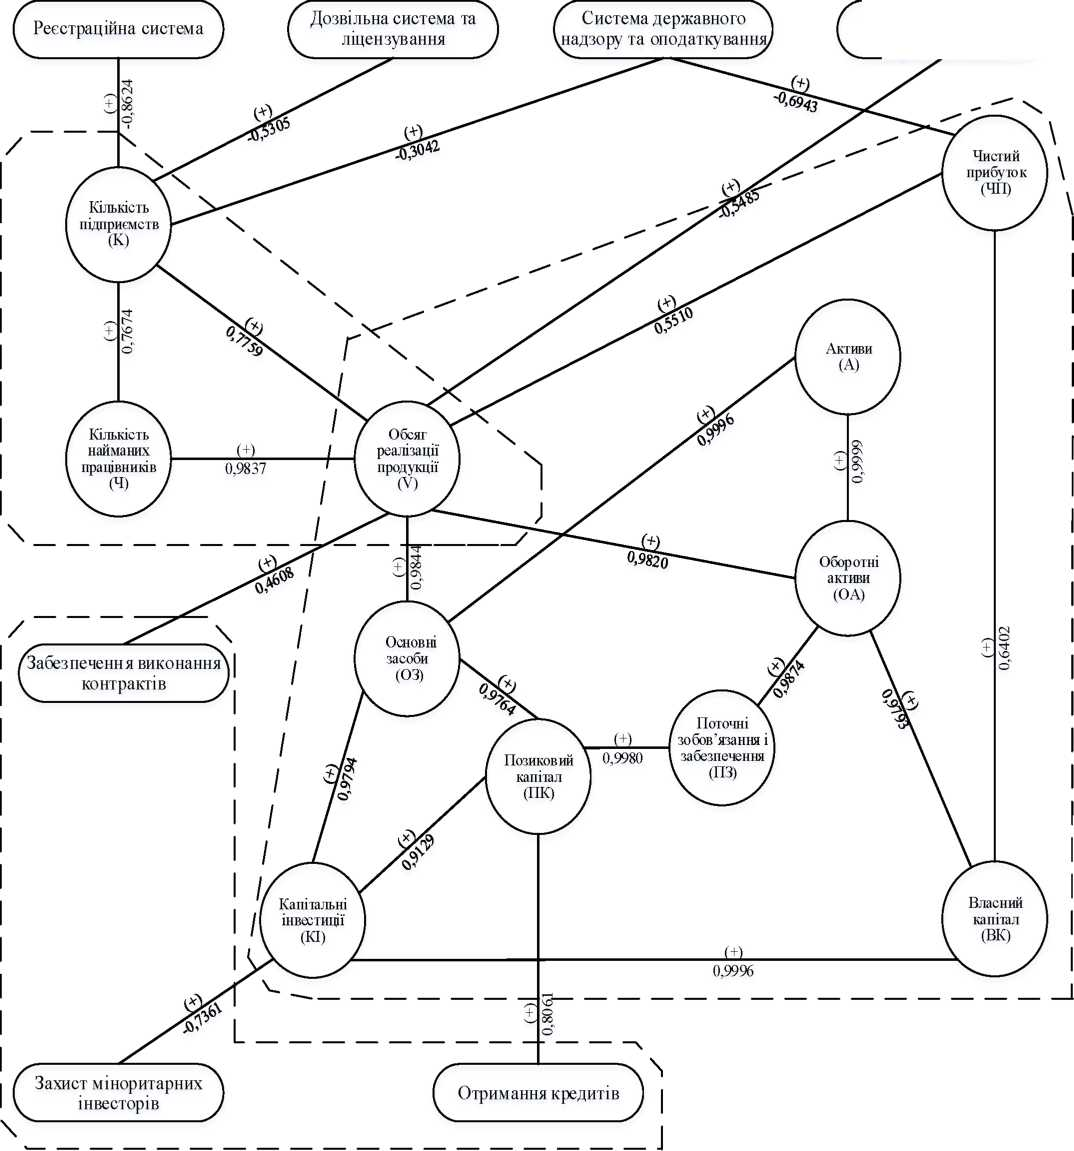 Реєстраційна система
Дозвільна система та
ліцензування
Система державного
надзору та оподаткування
(+)
-0,8624
(+)
-0,5305
(+)
-0,3042
(+)
-0,6943
(+)
-0,5485
Кількість
підприємств
(К)
Чистий
прибуток
(ЧП)
(+)
0,7674
(+)
0,7759
(+)
0,5510
Активи
(А)
Кількість
найманих
працівників
(Ч)
(+)
0,9837
Обсяг
реалізації
продукції
(V)
(+)
0,9996
(+)
0,9999
(+)
0,4608
(+)
0,9844
(+)
0,9820
Оборотні
активи
(ОА)
Забезпечення виконання
контрактів
Основні
засоби
(ОЗ)
(+)
0,9764
(+)
0,9874
(+)
0,9793
(+)
0,6402
(+)
0,9794
Позиковий
капітал
(ПК)
(+)
0,9980
Поточні
зобов’язання і
забезпечення
(ПЗ)
(+)
0,9129
Капітальні
інвестиції
(КІ)
Власний
капітал
(ВК)
(+)
0,9996
(+)
-0,7361
(+)
0,8061
Захист міноритарних
інвесторів
Отримання кредитів